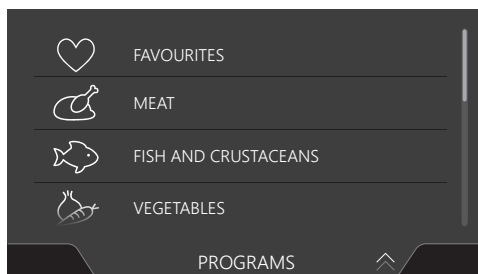 FAVOURITES
MEAT
FISH AND CRUSTACEANS
VEGETABLES
PROGRAMS